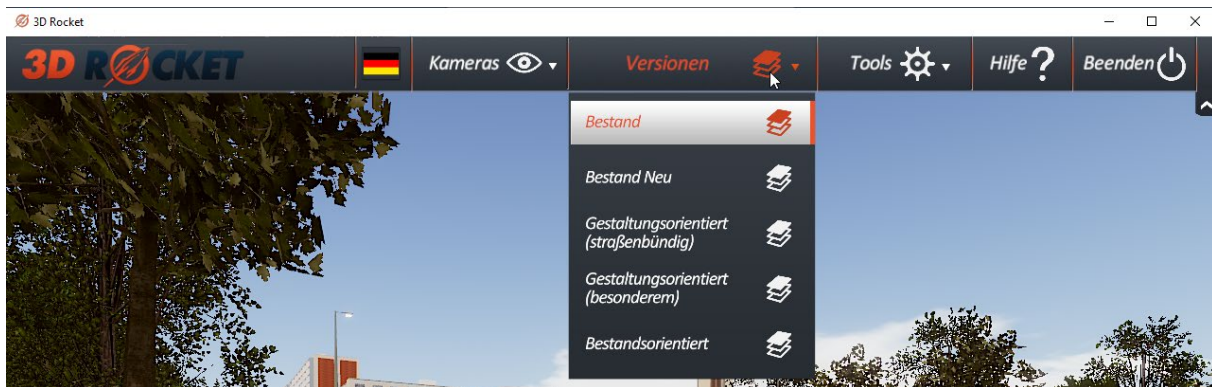 3D Rocket
3D ROCKET
Kameras
Versionen
Tools
Hilfe ?
Beenden
Bestand
Bestand Neu
Gestaltungsorientiert
(straßenbündig)
Gestaltungsorientiert
(besonderem)
Bestandsorientiert